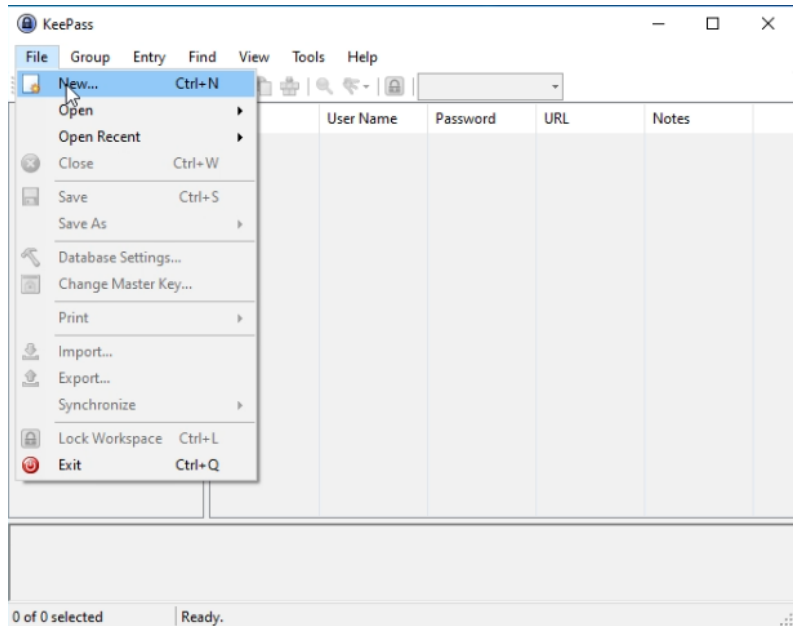 KeePass
File Group Entry Find View Tools Help
New... Ctrl+N
Open
User Name Password URL Notes
Open Recent
Close Ctrl+W
Save Ctrl+S
Save As
Database Settings...
Change Master Key...
Print
Import...
Export...
Synchronize
Lock Workspace Ctrl+L
Exit Ctrl+Q
0 of 0 selected Ready.